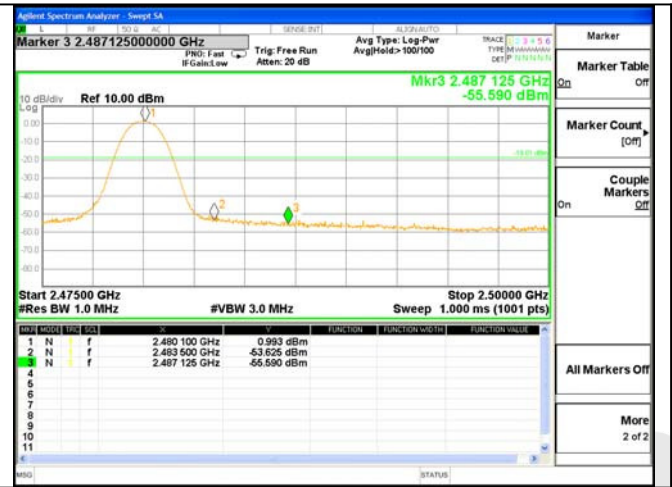 Agilent Spectrum Analyzer - Swept SA
L RF 50 Ω AC SENSE:INT ALIGN AUTO
Marker 3 2.487125000000 GHz
PNO: Fast
IFGain:Low
Trig: Free Run
Atten: 20 dB
Avg Type: Log-Pwr
Avg|Hold:>100/100
TRACE 1 2 3 4 5 6
TYPE M
DET P N N N N N
Mkr3 2.487 125 GHz
-55.590 dBm
10 dB/div Ref 10.00 dBm
Log
0.00
-10.0
-20.0
-30.0
-40.0
-50.0
-60.0
-70.0
-80.0
1
2
3
Start 2.47500 GHz Stop 2.50000 GHz
#Res BW 1.0 MHz #VBW 3.0 MHz Sweep 1.000 ms (1001 pts)
MKR MODE TRC SCL X Y FUNCTION FUNCTION WIDTH FUNCTION VALUE
1 N 1 f 2.480 100 GHz 0.993 dBm
2 N 1 f 2.483 500 GHz -53.625 dBm
3 N 1 f 2.487 125 GHz -55.590 dBm
4
5
6
7
8
9
10
11
MSG STATUS
Marker
Marker Table
On Off
Marker Count
[Off]
Couple
Markers
On Off
All Markers Off
More
2 of 2